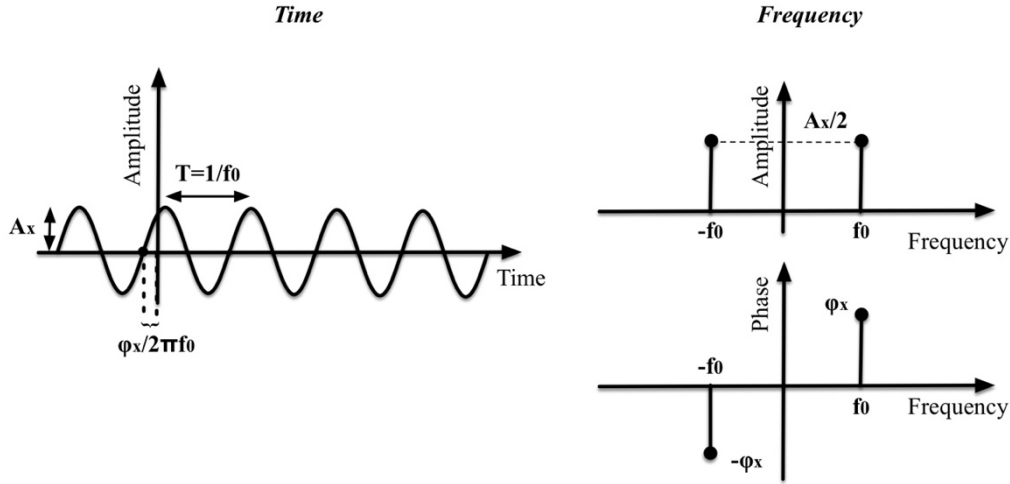 Time
Amplitude
T=1/f0
Ax
Time
φx/2πf0
Frequency
Amplitude
Ax/2
-f0
f0
Frequency
Phase
φx
-f0
f0
Frequency
-φx